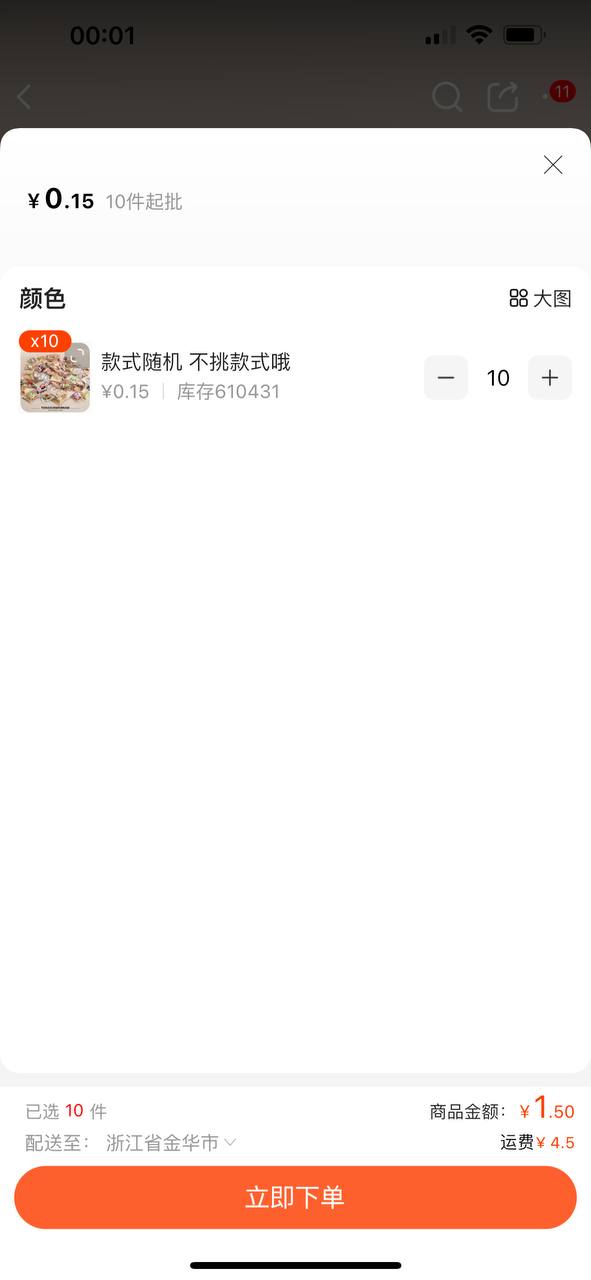 00:01
11
¥0.15 10件起批
颜色
大图
x10
款式随机 不挑款式哦
¥0.15 库存610431
10
已选 10 件
商品金额：¥1.50
配送至： 浙江省金华市
运费¥4.5
立即下单